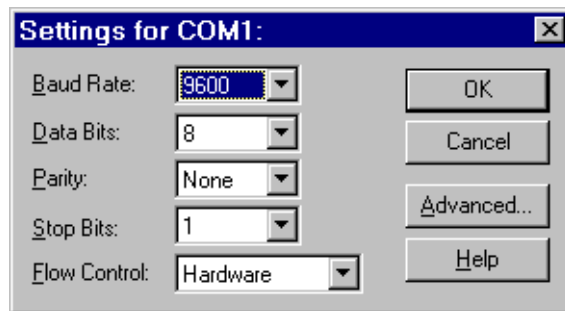 Settings for COM1:
Baud Rate: 9600
OK
Data Bits: 8
Cancel
Parity: None
Advanced...
Stop Bits: 1
Help
Flow Control: Hardware